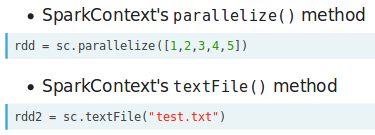 • SparkContext's parallelize() method
rdd = sc.parallelize([1,2,3,4,5])
• SparkContext's textFile() method
rdd2 = sc.textFile("test.txt")